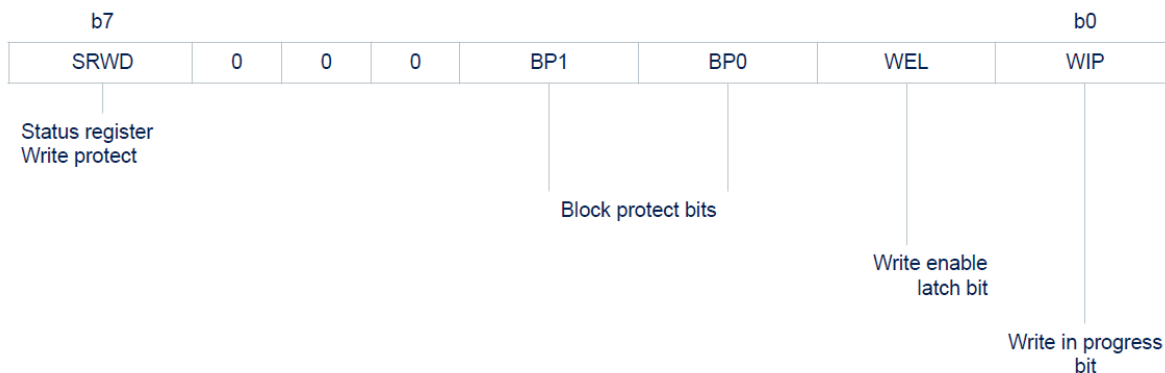 b7 b0
SRWD 0 0 0 BP1 BP0 WEL WIP
Status register
Write protect
Block protect bits
Write enable
latch bit
Write in progress
bit